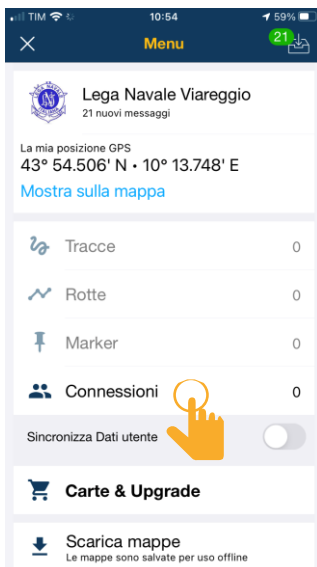 TIM 10:54 59%
Menu 21
Lega Navale Viareggio
21 nuovi messaggi
La mia posizione GPS
43° 54.506' N • 10° 13.748' E
Mostra sulla mappa
Tracce 0
Rotte 0
Marker 0
Connessioni 0
Sincronizza Dati utente
Carte & Upgrade
Scarica mappe
Le mappe sono salvate per uso offline